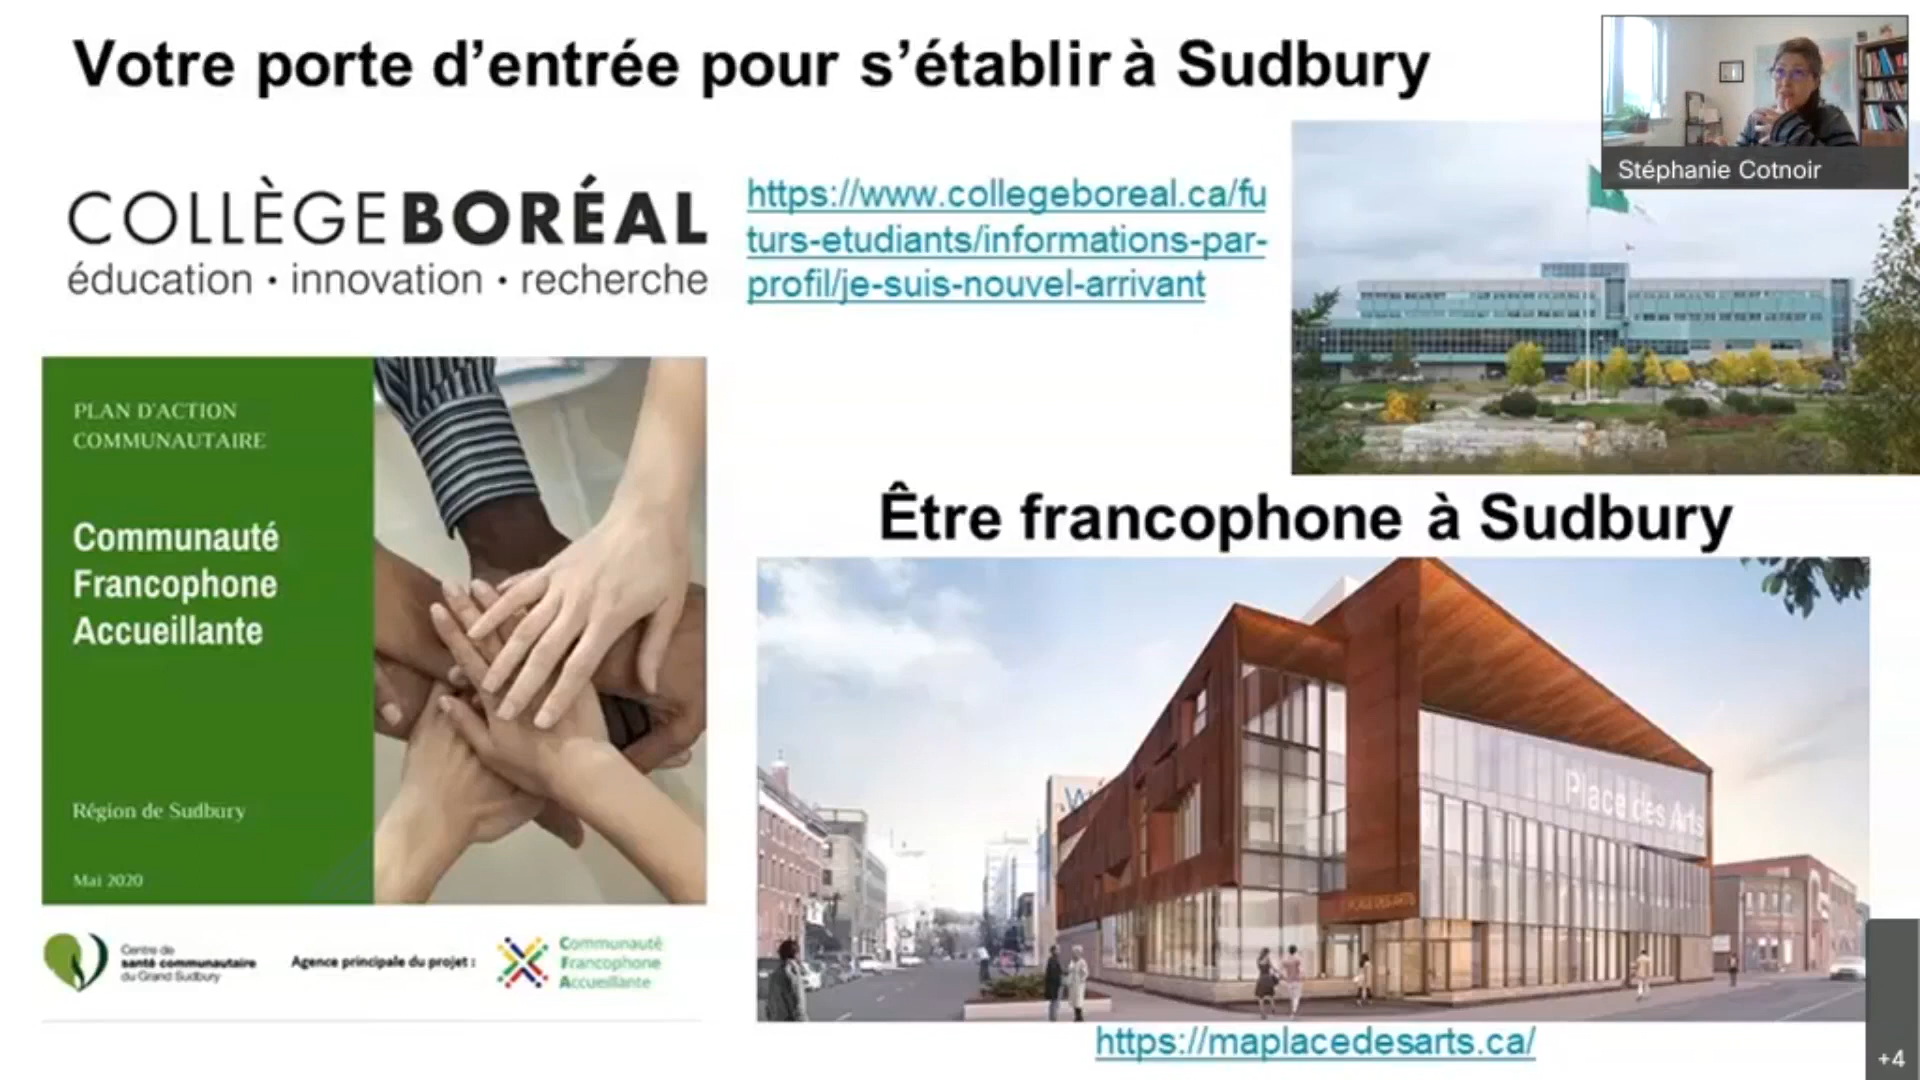 Votre porte d’entrée pour s’établir à Sudbury
Stéphanie Cotnoir
COLLÈGE BORÉAL
éducation • innovation • recherche
https://www.collegeboreal.ca/fu
turs-etudiants/informations-par-
profil/je-suis-nouvel-arrivant
PLAN D'ACTION
COMMUNAUTAIRE
Communauté
Francophone
Accueillante
Région de Sudbury
Mai 2020
Centre de
santé communautaire
du Grand Sudbury
Agence principale du projet :
Communauté
Francophone
Accueillante
Être francophone à Sudbury
Place des Arts
PLACE DES ARTS
https://maplacedesarts.ca/
+4